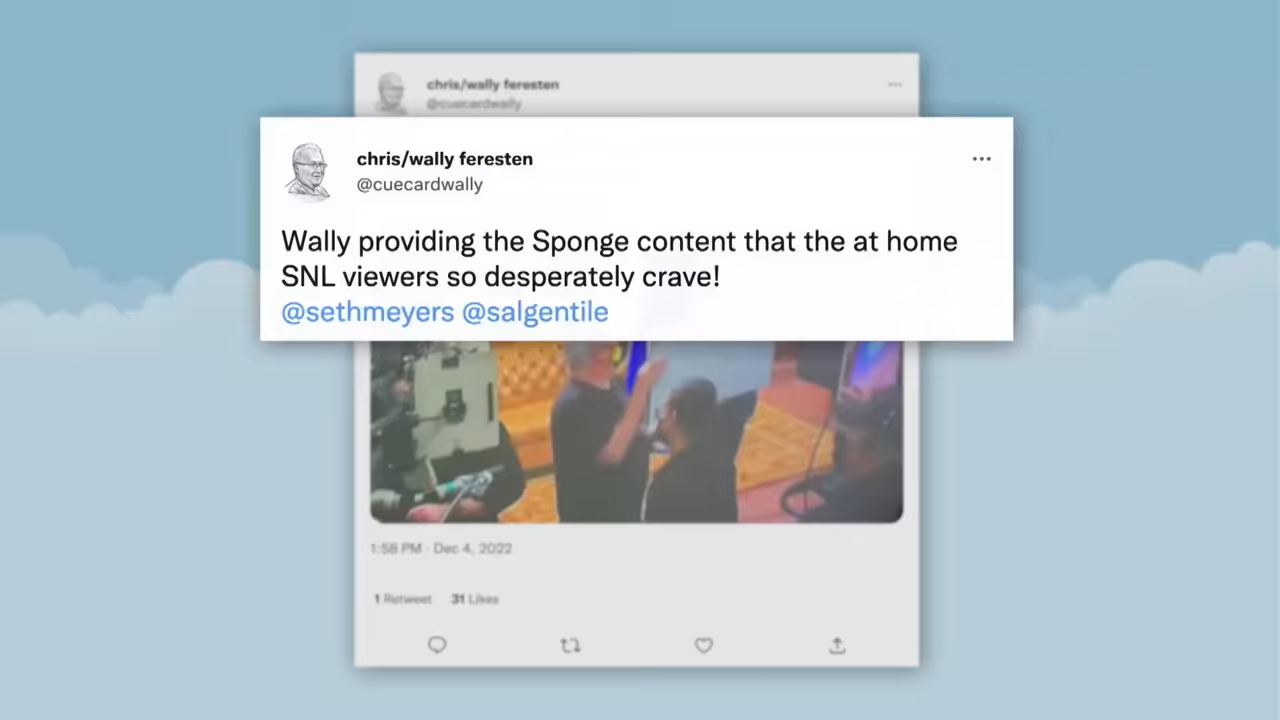 chris/wally feresten
@cuecardwally
chris/wally feresten
@cuecardwally
Wally providing the Sponge content that the at home
SNL viewers so desperately crave!
@sethmeyers @salgentile
1:58 PM · Dec 4, 2022
1 Retweet 31 Likes